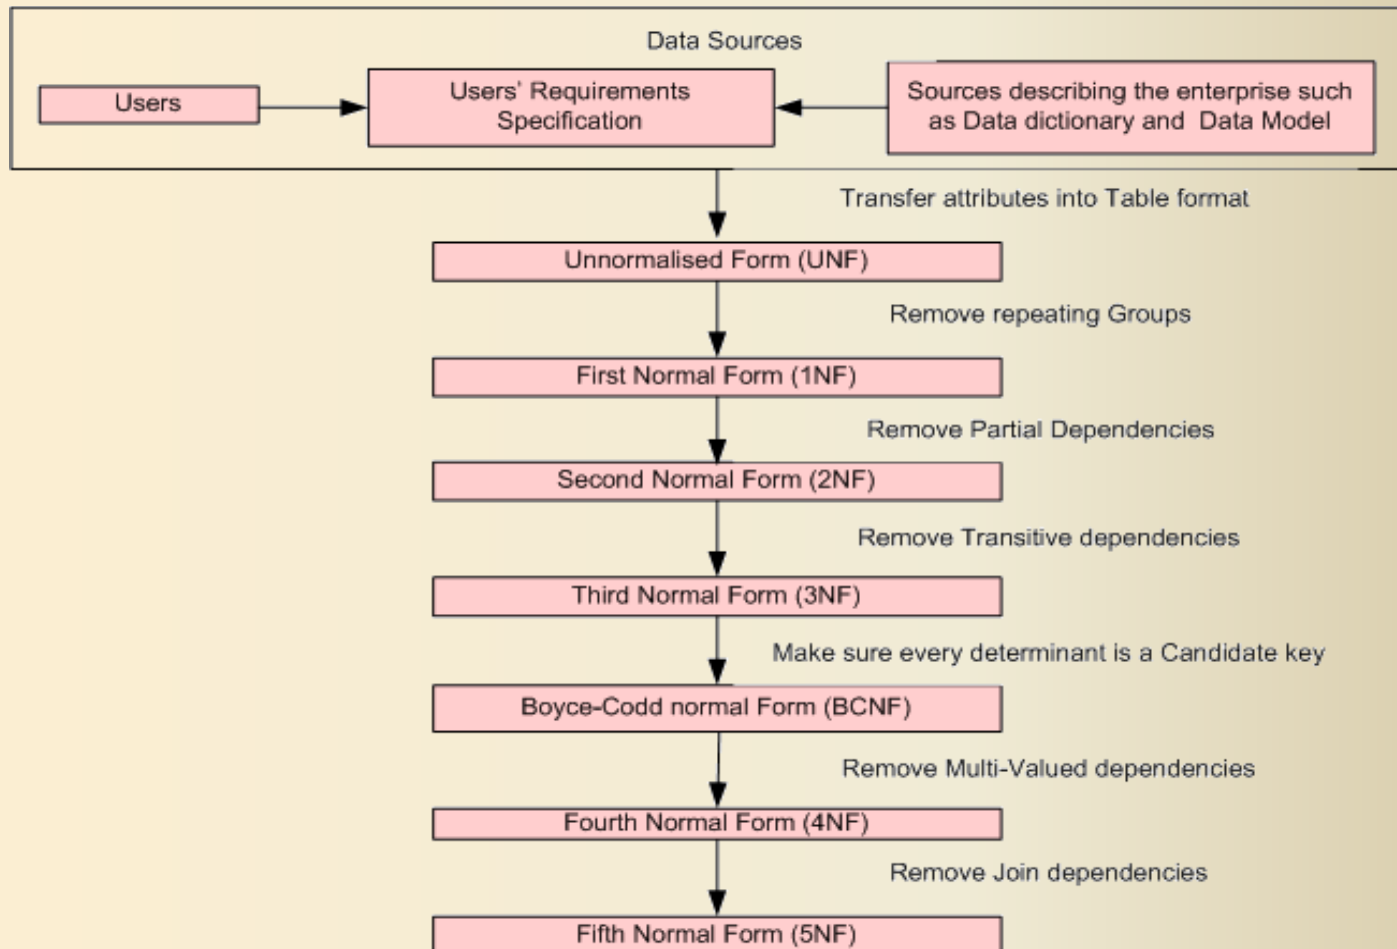 Data Sources
Users
Users' Requirements
Specification
Sources describing the enterprise such
as Data dictionary and Data Model
Transfer attributes into Table format
Unnormalised Form (UNF)
Remove repeating Groups
First Normal Form (1NF)
Remove Partial Dependencies
Second Normal Form (2NF)
Remove Transitive dependencies
Third Normal Form (3NF)
Make sure every determinant is a Candidate key
Boyce-Codd normal Form (BCNF)
Remove Multi-Valued dependencies
Fourth Normal Form (4NF)
Remove Join dependencies
Fifth Normal Form (5NF)